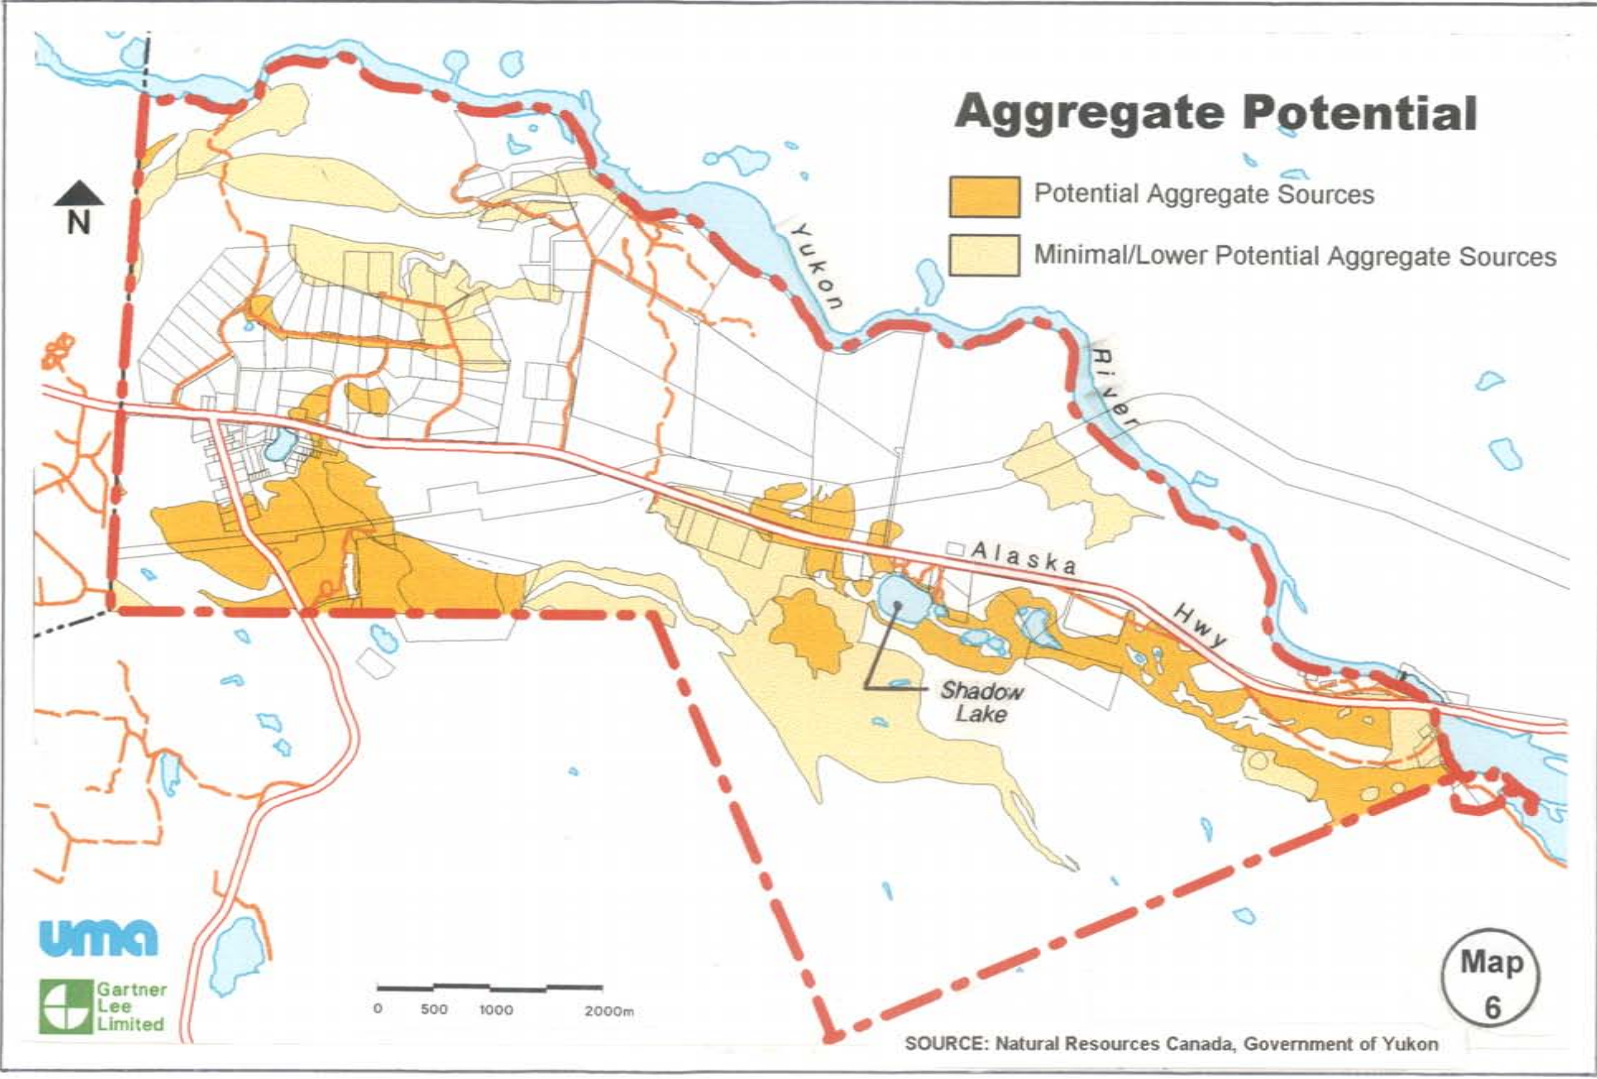 Aggregate Potential
Potential Aggregate Sources
Minimal/Lower Potential Aggregate Sources
N
Yukon
River
Alaska
Hwy
Shadow
Lake
uma
Gartner
Lee
Limited
0 500 1000 2000m
Map
6
SOURCE: Natural Resources Canada, Government of Yukon